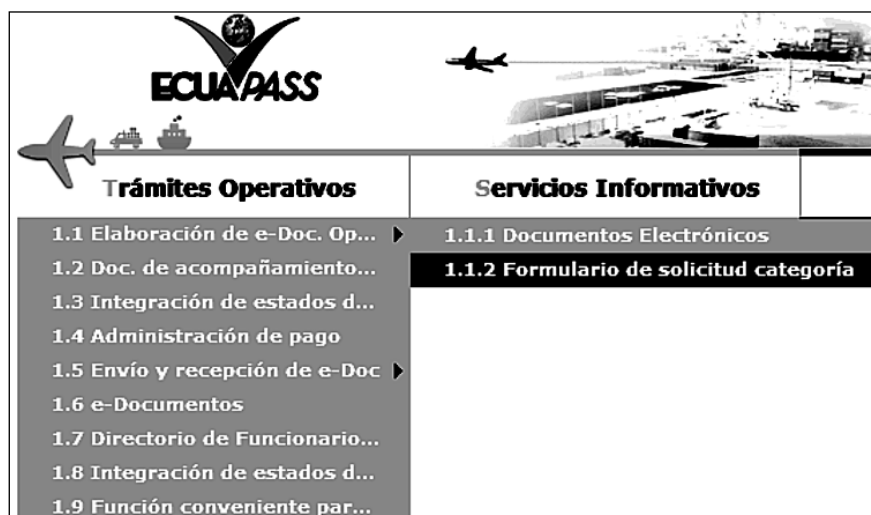 ECUAPASS
Trámites Operativos
Servicios Informativos
1.1 Elaboración de e-Doc. Op...
1.1.1 Documentos Electrónicos
1.2 Doc. de acompañamiento...
1.1.2 Formulario de solicitud categoría
1.3 Integración de estados d...
1.4 Administración de pago
1.5 Envío y recepción de e-Doc
1.6 e-Documentos
1.7 Directorio de Funcionario...
1.8 Integración de estados d...
1.9 Función conveniente par...